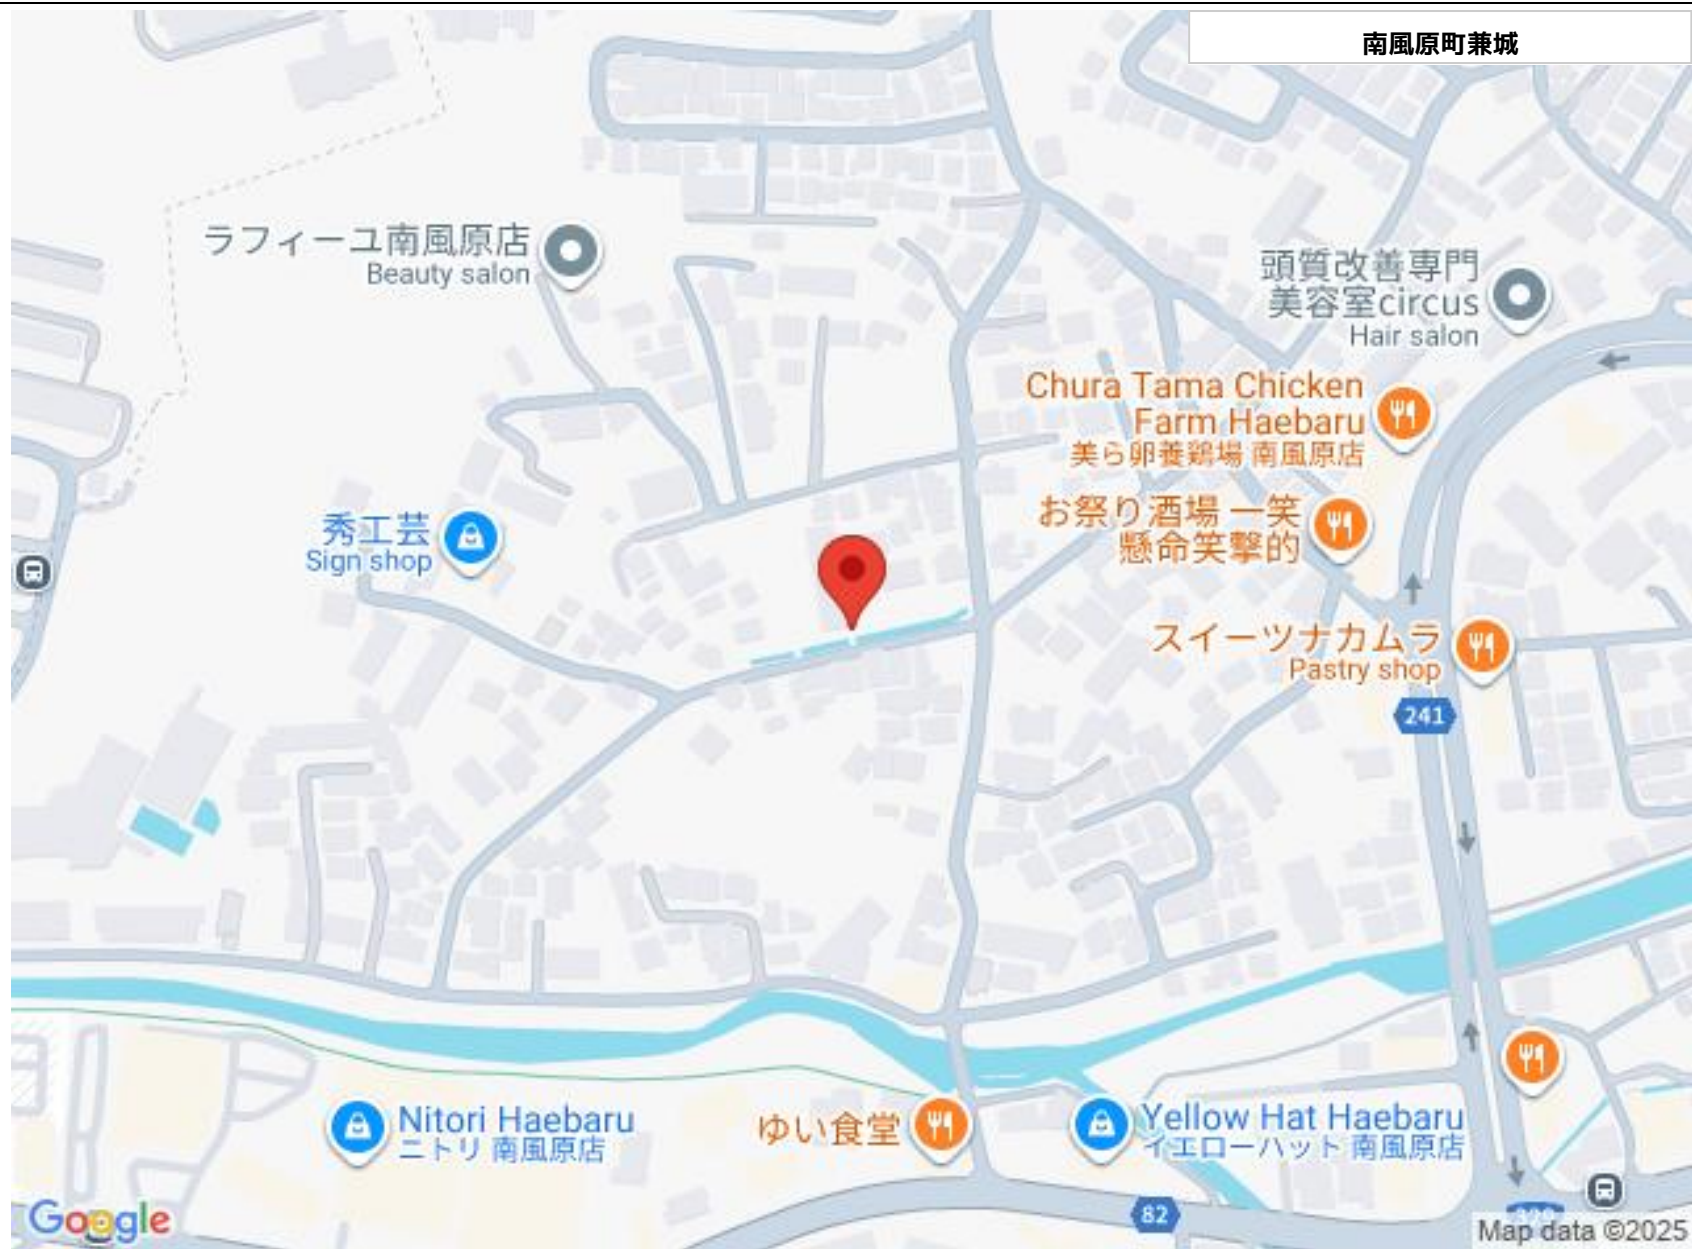 南風原町兼城
ラフィーユ南風原店
Beauty salon
頭質改善専門
美容室circus
Hair salon
Chura Tama Chicken
Farm Haebaru
美ら卵養鶏場 南風原店
秀工芸
Sign shop
お祭り酒場 一笑
懸命笑撃的
スイーツナカムラ
Pastry shop
241
Nitori Haebaru
ニトリ 南風原店
ゆい食堂
Yellow Hat Haebaru
イエローハット 南風原店
82
Google
Map data ©2025